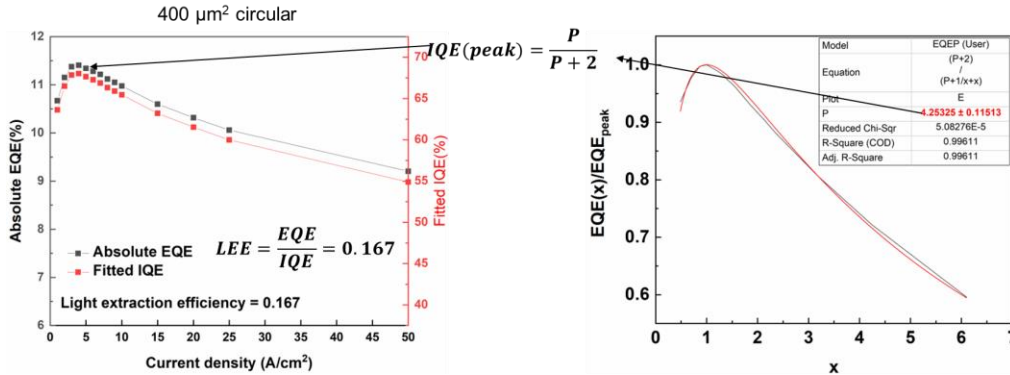 400 μm² circular
IQE(peak) = P / (P + 2)
Absolute EQE(%)
12
11
10
9
8
7
6
Fitted IQE(%)
70
65
60
55
50
45
40
Absolute EQE
Fitted IQE
LEE = EQE / IQE = 0.167
Light extraction efficiency = 0.167
0 5 10 15 20 25 30 35 40 45 50
Current density (A/cm²)
EQE(x)/EQE peak
1.0
0.9
0.8
0.7
0.6
Model EQEP (User)
Equation (P+2)
/
(P+1/x+x)
Plot E
P 4.25325 ± 0.11513
Reduced Chi-Sqr 5.08276E-5
R-Square (COD) 0.99611
Adj. R-Square 0.99611
0 1 2 3 4 5 6 7
x